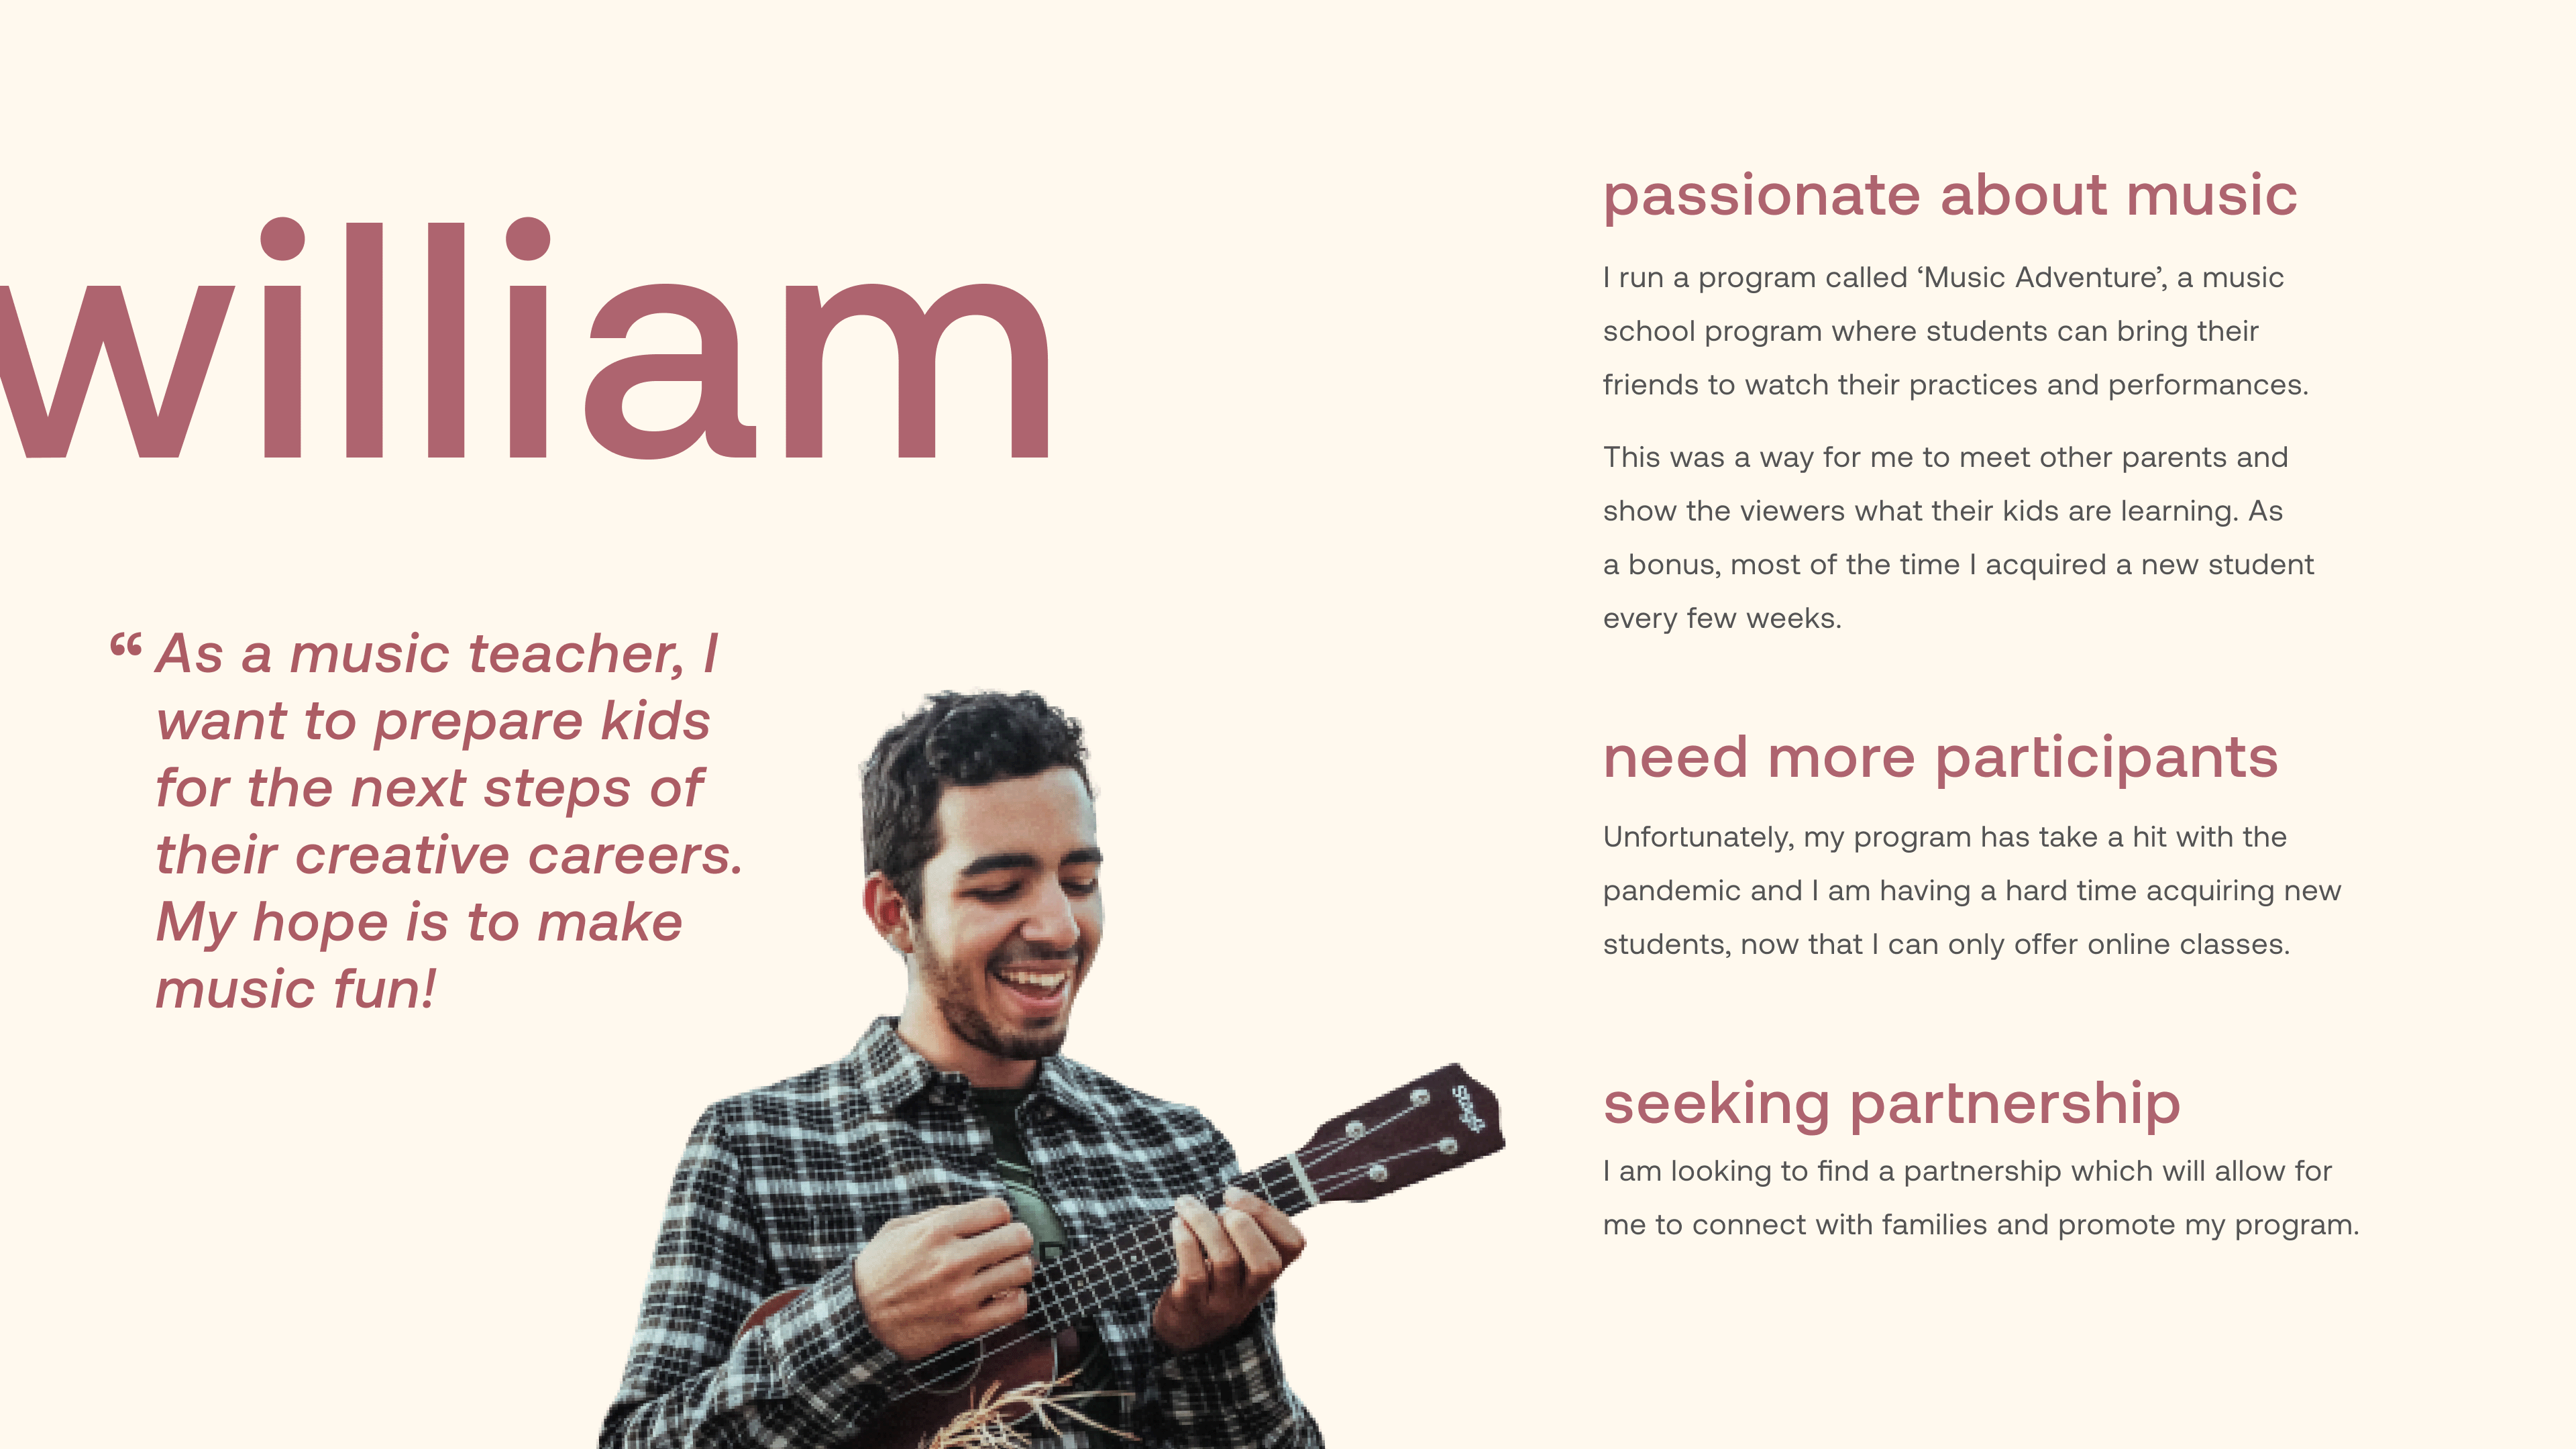 william
“ As a music teacher, I
want to prepare kids
for the next steps of
their creative careers.
My hope is to make
music fun!
passionate about music
I run a program called ‘Music Adventure’, a music
school program where students can bring their
friends to watch their practices and performances.
This was a way for me to meet other parents and
show the viewers what their kids are learning. As
a bonus, most of the time I acquired a new student
every few weeks.
need more participants
Unfortunately, my program has take a hit with the
pandemic and I am having a hard time acquiring new
students, now that I can only offer online classes.
seeking partnership
I am looking to find a partnership which will allow for
me to connect with families and promote my program.